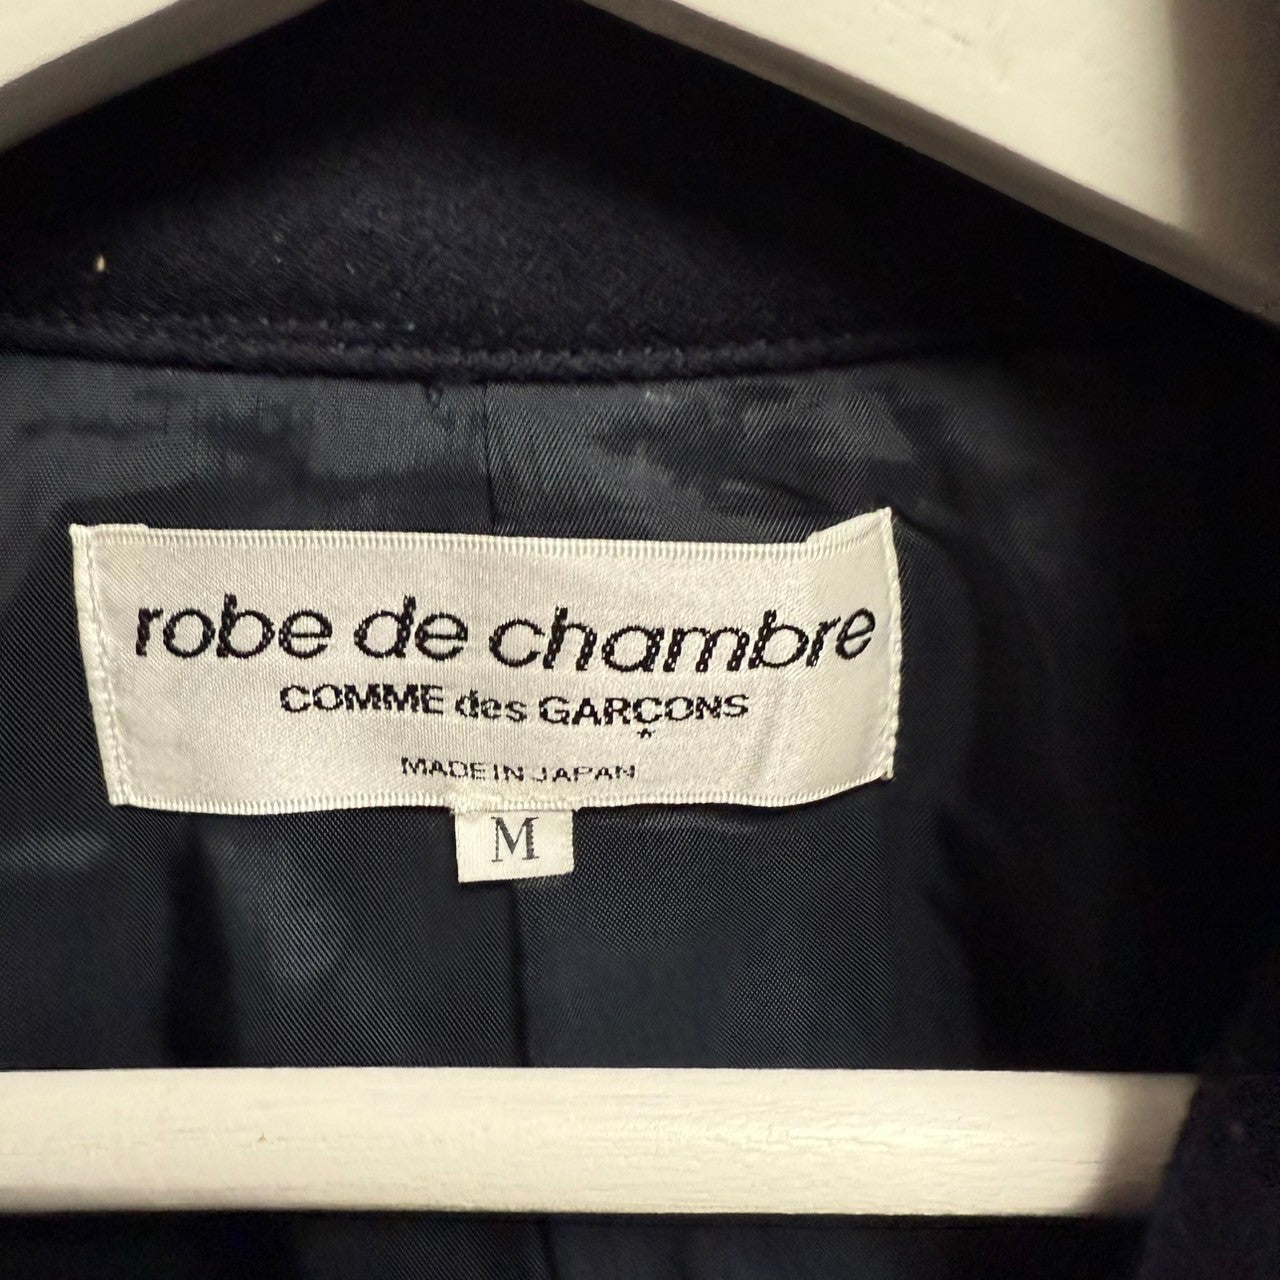 robe de chambre
COMME des GARÇONS
MADE IN JAPAN
M